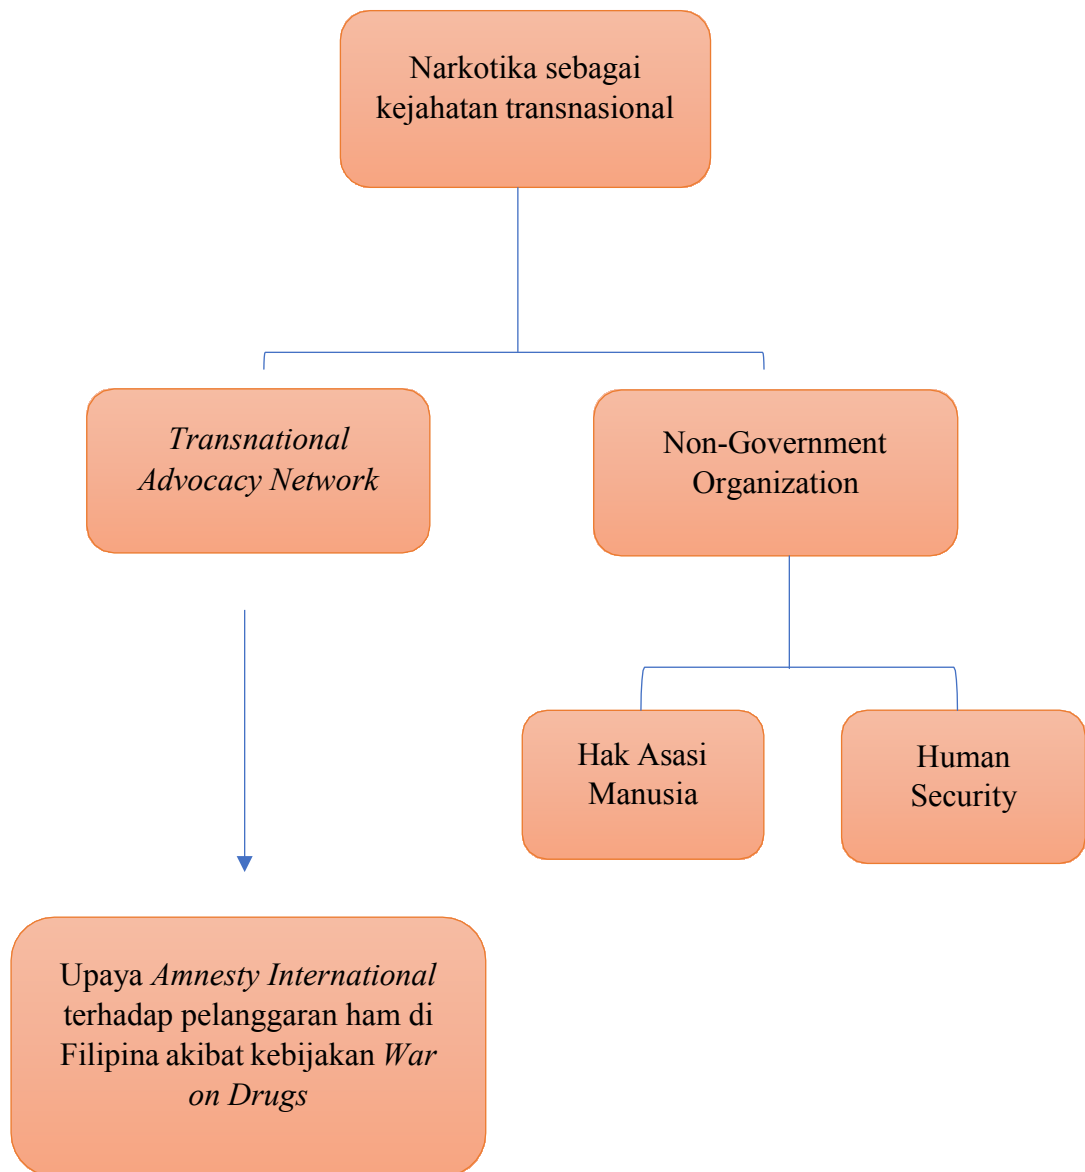 Narkotika sebagai
kejahatan transnasional
Transnational
Advocacy Network
Non-Government
Organization
Hak Asasi
Manusia
Human
Security
Upaya Amnesty International
terhadap pelanggaran ham di
Filipina akibat kebijakan War
on Drugs